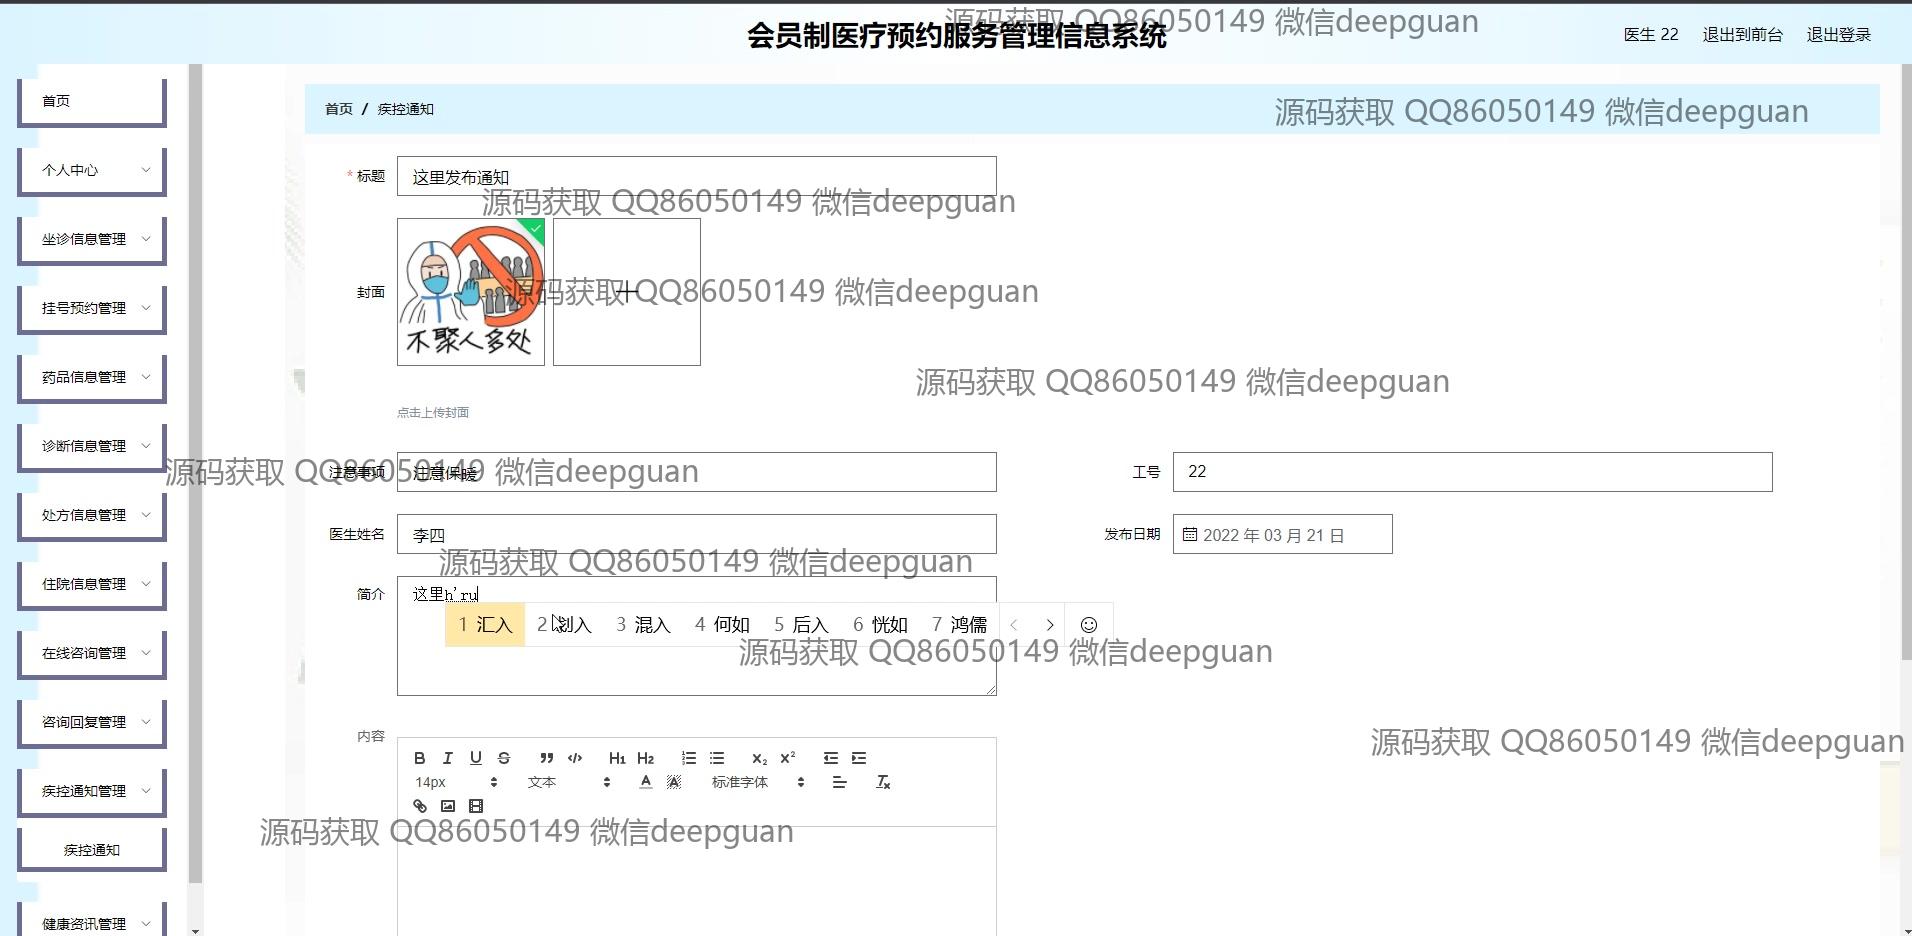 会员制医疗预约服务管理信息系统
源码获取 QQ86050149 微信deepguan
医生 22 退出到前台 退出登录
首页
个人中心
坐诊信息管理
挂号预约管理
药品信息管理
诊断信息管理
处方信息管理
住院信息管理
在线咨询管理
咨询回复管理
疾控通知管理
疾控通知
健康资讯管理
首页 / 疾控通知
源码获取 QQ86050149 微信deepguan
* 标题 这里发布通知
源码获取 QQ86050149 微信deepguan
封面
不聚人多处
源码获取 QQ86050149 微信deepguan
源码获取 QQ86050149 微信deepguan
点击上传封面
注意事项 注意保暖
工号 22
源码获取 QQ86050149 微信deepguan
医生姓名 李四
发布日期 2022 年 03 月 21 日
源码获取 QQ86050149 微信deepguan
简介 这里h'ru
1 汇入 2 划入 3 混入 4 何如 5 后入 6 恍如 7 鸿儒
源码获取 QQ86050149 微信deepguan
内容
源码获取 QQ86050149 微信deepguan
B I U S H1 H2 X2 X2
14px 文本 A A 标准字体 Tx
源码获取 QQ86050149 微信deepguan